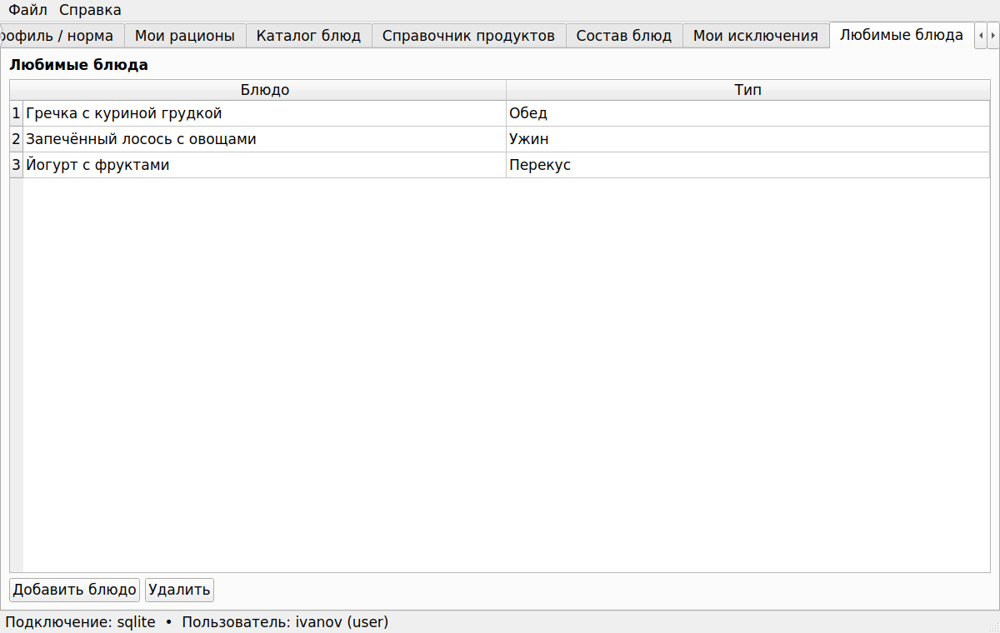 Файл Справка
рофиль / норма Мои рационы Каталог блюд Справочник продуктов Состав блюд Мои исключения Любимые блюда
Любимые блюда
Блюдо Тип
1 Гречка с куриной грудкой Обед
2 Запечённый лосось с овощами Ужин
3 Йогурт с фруктами Перекус
Добавить блюдо Удалить
Подключение: sqlite • Пользователь: ivanov (user)